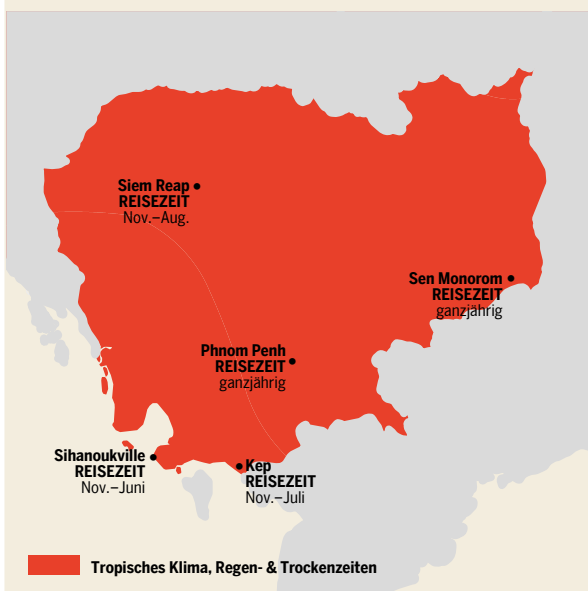 Siem Reap
REISEZEIT
Nov.–Aug.
Sen Monorom
REISEZEIT
ganzjährig
Phnom Penh
REISEZEIT
ganzjährig
Sihanoukville
REISEZEIT
Nov.–Juni
Kep
REISEZEIT
Nov.–Juli
Tropisches Klima, Regen- & Trockenzeiten